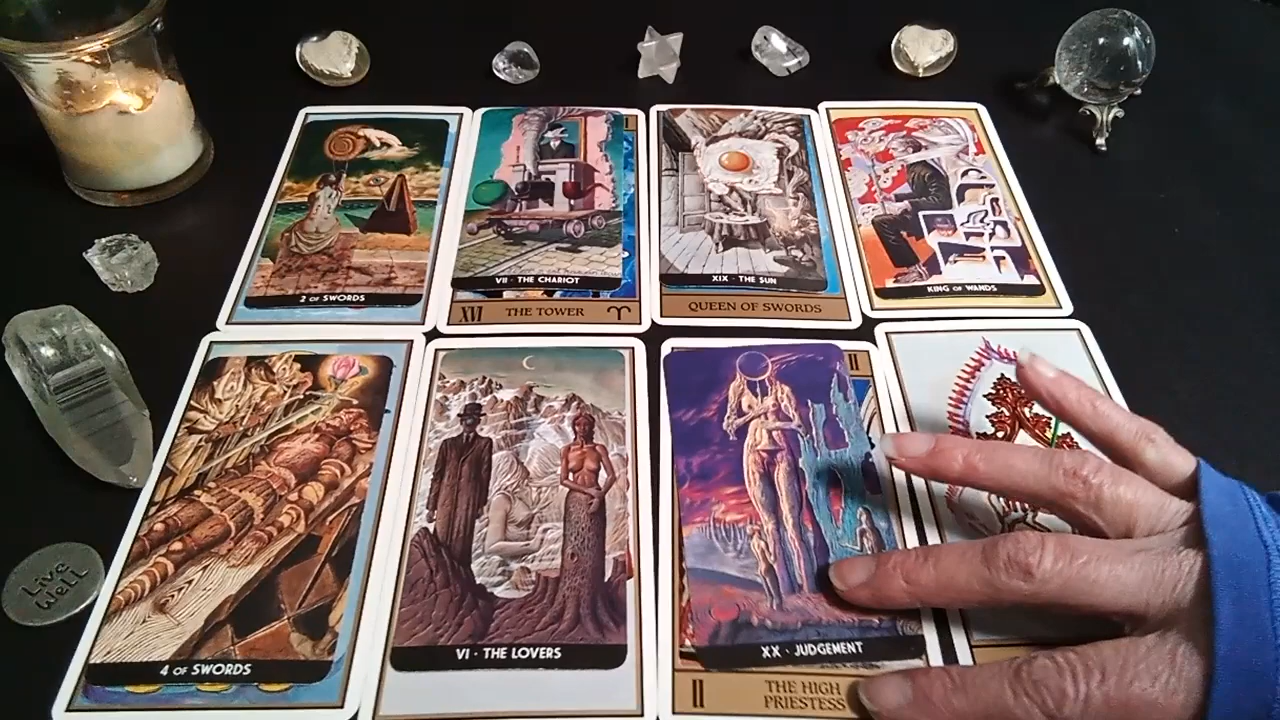 2 OF SWORDS
VII · THE CHARIOT
XVI THE TOWER
XIX · THE SUN
QUEEN OF SWORDS
KING OF WANDS
4 OF SWORDS
VI · THE LOVERS
II
XX · JUDGEMENT
II THE HIGH
PRIESTESS
Live
Well